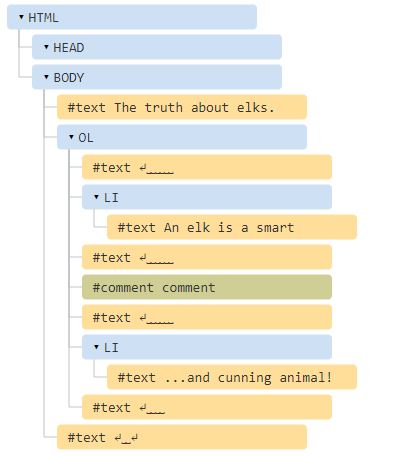 ▾ HTML
▾ HEAD
▾ BODY
#text The truth about elks.
▾ OL
#text ↵␣␣␣␣␣␣
▾ LI
#text An elk is a smart
#text ↵␣␣␣␣␣␣
#comment comment
#text ↵␣␣␣␣␣␣
▾ LI
#text ...and cunning animal!
#text ↵␣␣␣␣
#text ↵␣␣↵